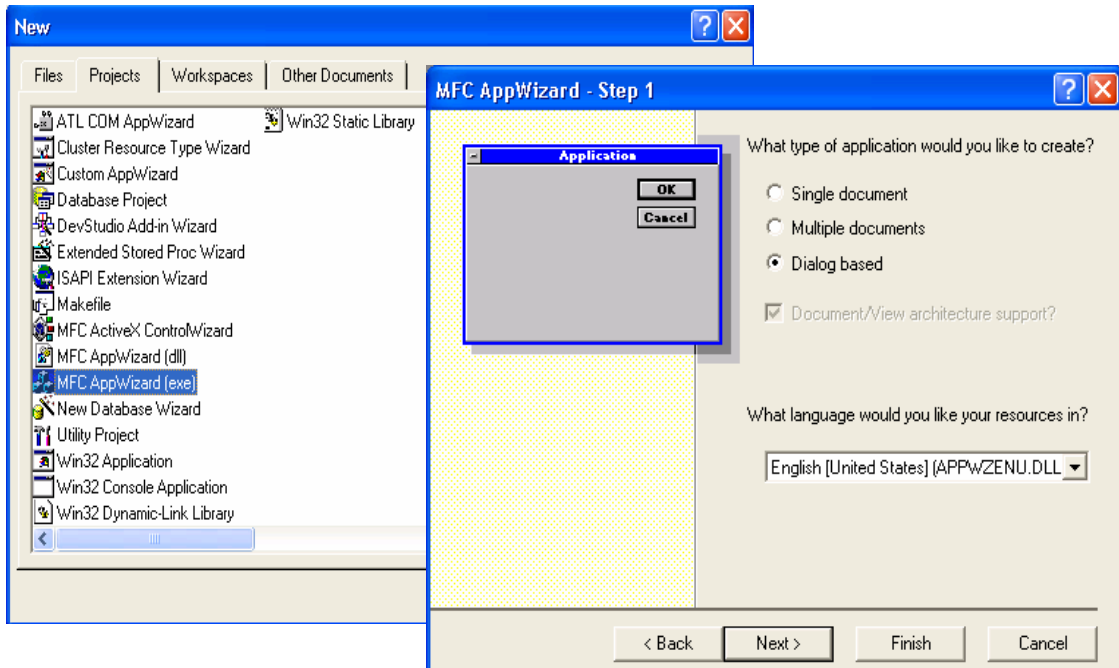 New
Files
Projects
Workspaces
Other Documents
ATL COM AppWizard
Cluster Resource Type Wizard
Custom AppWizard
Database Project
DevStudio Add-in Wizard
Extended Stored Proc Wizard
ISAPI Extension Wizard
Makefile
MFC ActiveX ControlWizard
MFC AppWizard (dll)
MFC AppWizard (exe)
New Database Wizard
Utility Project
Win32 Application
Win32 Console Application
Win32 Dynamic-Link Library
Win32 Static Library
MFC AppWizard - Step 1
Application
OK
Cancel
What type of application would you like to create?
Single document
Multiple documents
Dialog based
Document/View architecture support?
What language would you like your resources in?
English [United States] (APPWZENU.DLL
< Back
Next >
Finish
Cancel